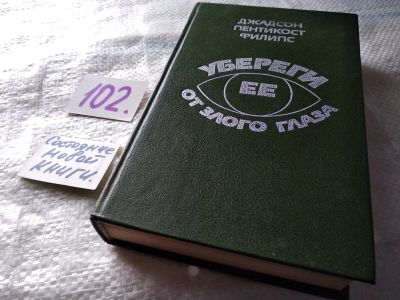 ДЖАДСОН
ПЕНТИКОСТ
ФИЛИПС
УБЕРЕГИ
ЕЕ
ОТ ЗЛОГО ГЛАЗА
102.
Состояние
новой
книги.